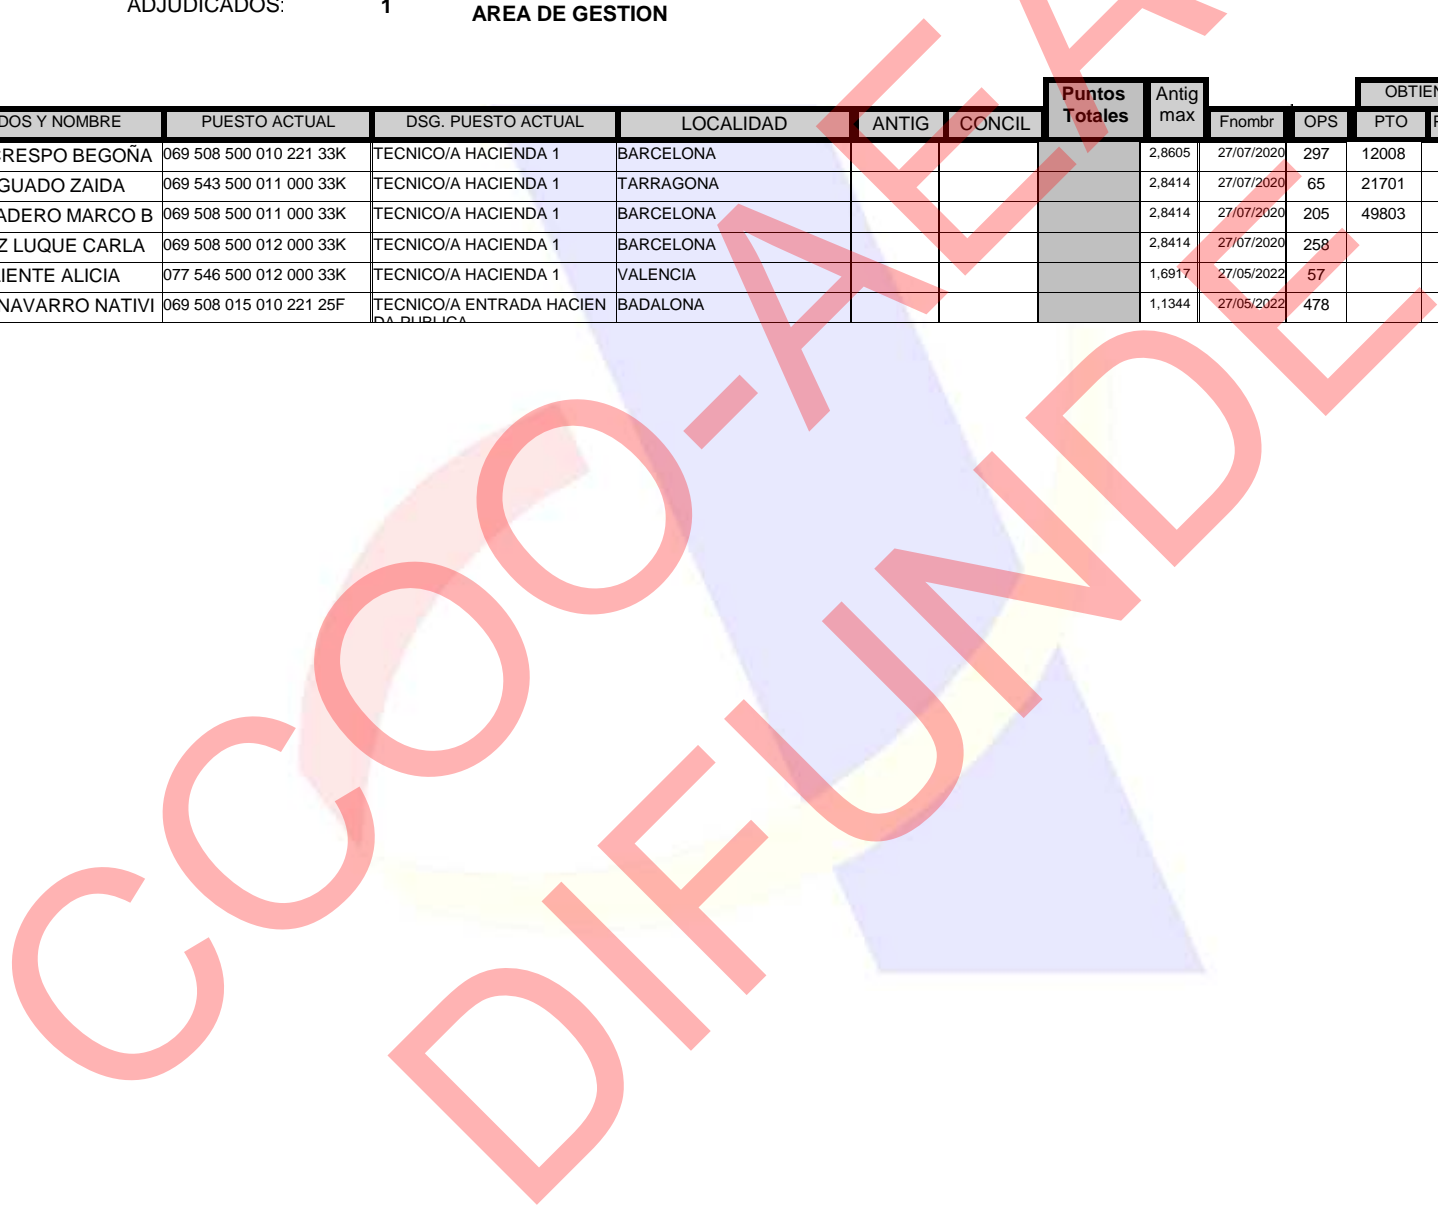 ADJUDICADOS: 1 AREA DE GESTION
Puntos Antig OBTIEN
DOS Y NOMBRE PUESTO ACTUAL DSG. PUESTO ACTUAL LOCALIDAD ANTIG CONCIL Totales max Fnombr OPS PTO
CRESPO BEGOÑA 069 508 500 010 221 33K TECNICO/A HACIENDA 1 BARCELONA 2,8605 27/07/2020 297 12008
GUADO ZAIDA 069 543 500 011 000 33K TECNICO/A HACIENDA 1 TARRAGONA 2,8414 27/07/2020 65 21701
ADERO MARCO B 069 508 500 011 000 33K TECNICO/A HACIENDA 1 BARCELONA 2,8414 27/07/2020 205 49803
Z LUQUE CARLA 069 508 500 012 000 33K TECNICO/A HACIENDA 1 BARCELONA 2,8414 27/07/2020 258
IENTE ALICIA 077 546 500 012 000 33K TECNICO/A HACIENDA 1 VALENCIA 1,6917 27/05/2022 57
NAVARRO NATIVI 069 508 015 010 221 25F TECNICO/A ENTRADA HACIEN BADALONA 1,1344 27/05/2022 478
DA PUBLICA
CCOO-AEA
DIFUNDE